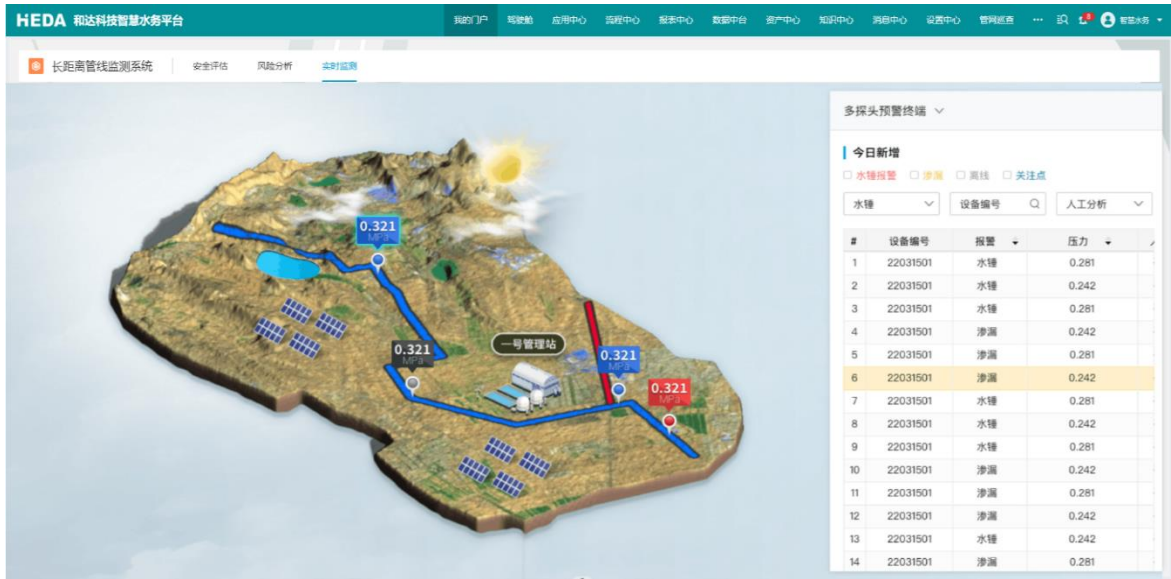 HEDA 和达科技智慧水务平台
我的门户 驾驶舱 应用中心 流程中心 报表中心 数据中台 资产中心 知识中心 消息中心 设置中心 管网巡查 ··· 智慧水务
长距离管线监测系统 安全评估 风险分析 实时监测
多探头预警终端
今日新增
水锤报警 渗漏 离线 关注点
水锤 设备编号 人工分析
# 设备编号 报警 压力
1 22031501 水锤 0.281
2 22031501 水锤 0.242
3 22031501 水锤 0.281
4 22031501 渗漏 0.242
5 22031501 渗漏 0.281
6 22031501 渗漏 0.242
7 22031501 水锤 0.281
8 22031501 水锤 0.242
9 22031501 水锤 0.281
10 22031501 渗漏 0.242
11 22031501 渗漏 0.281
12 22031501 渗漏 0.242
13 22031501 水锤 0.242
14 22031501 渗漏 0.281
0.321
MPa
0.321
MPa
一号管理站
0.321
MPa
0.321
MPa